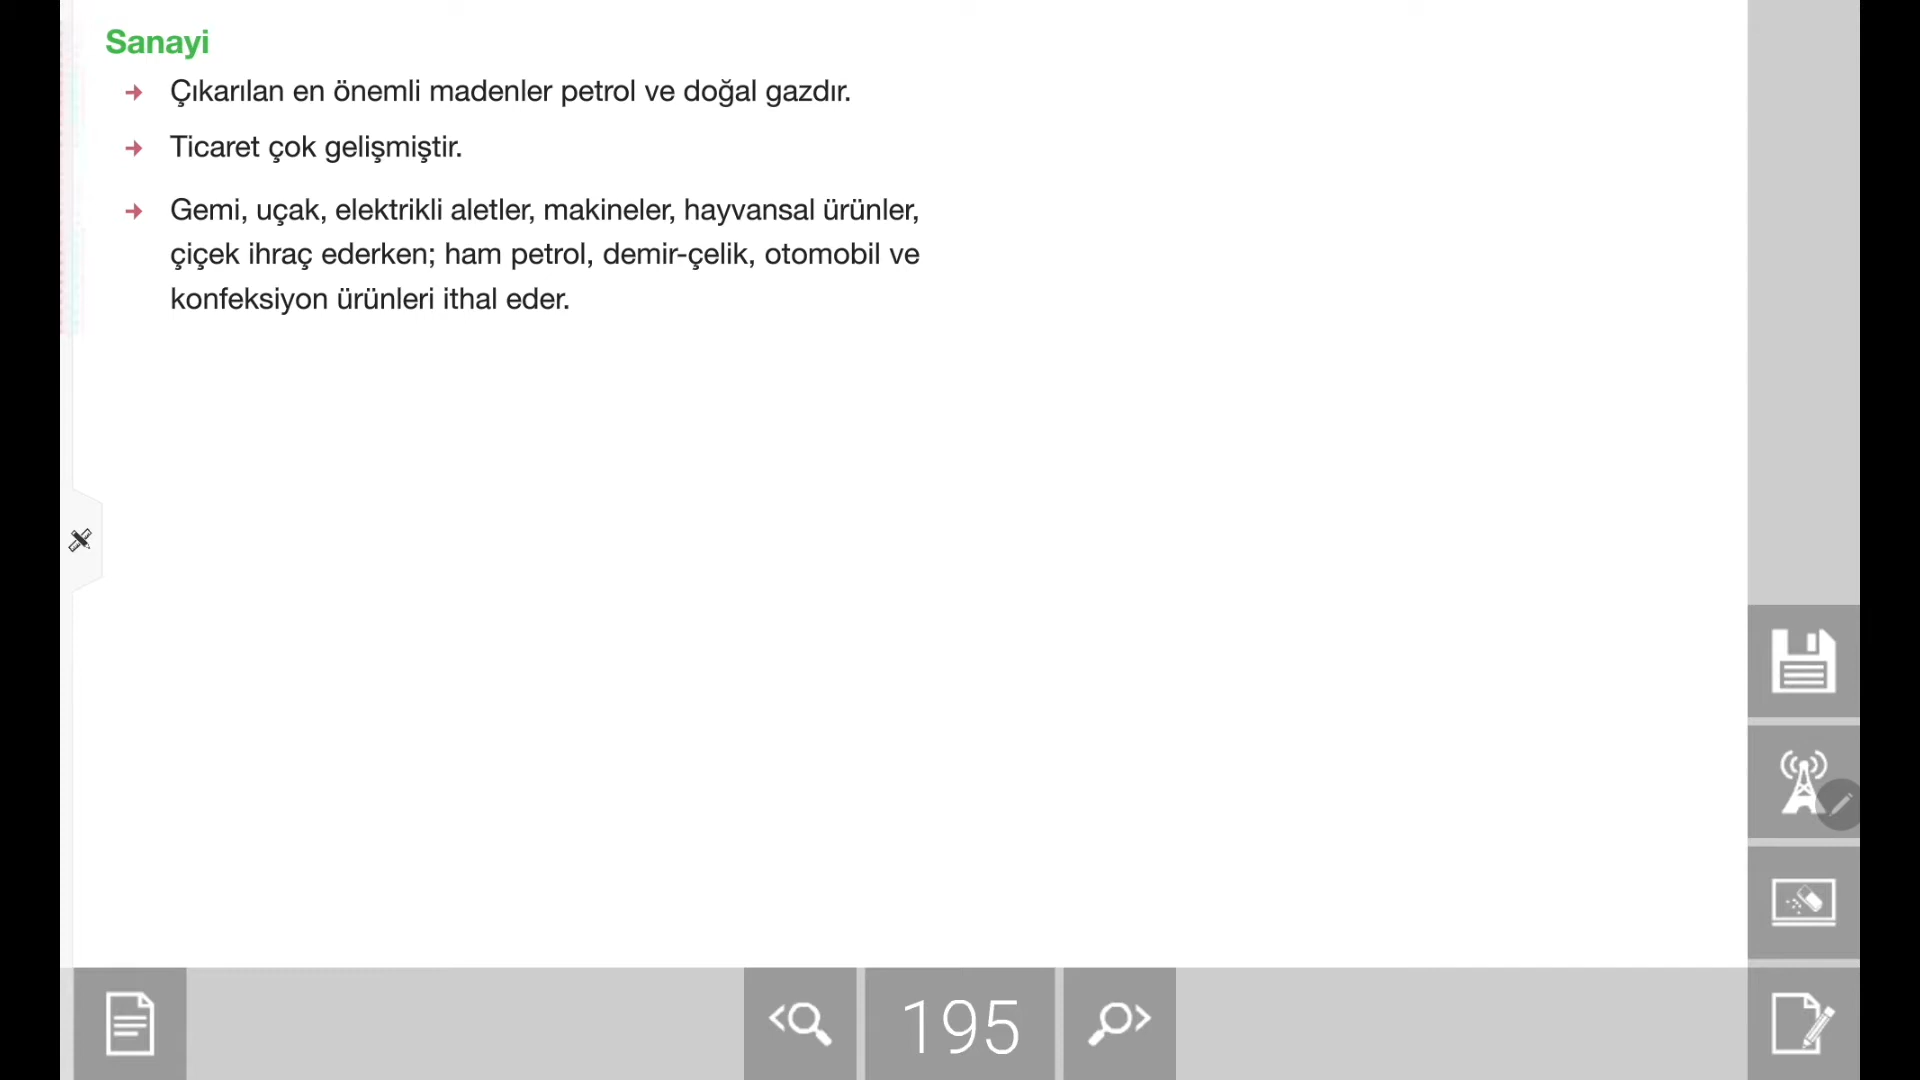 Sanayi
Çıkarılan en önemli madenler petrol ve doğal gazdır.
Ticaret çok gelişmiştir.
Gemi, uçak, elektrikli aletler, makineler, hayvansal ürünler,
çiçek ihraç ederken; ham petrol, demir-çelik, otomobil ve
konfeksiyon ürünleri ithal eder.
195